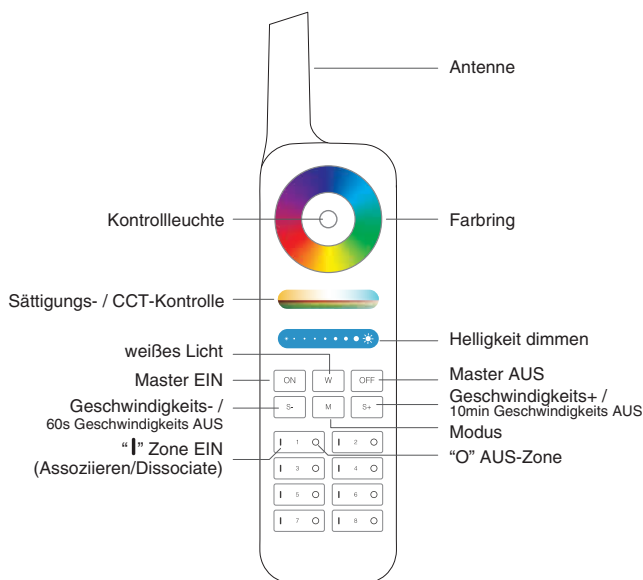 Antenne
Kontrollleuchte
Farbring
Sättigungs- / CCT-Kontrolle
Helligkeit dimmen
weißes Licht
Master EIN
ON
W
OFF
Master AUS
Geschwindigkeits- /
60s Geschwindigkeits AUS
S-
M
S+
Geschwindigkeits+ /
10min Geschwindigkeits AUS
Modus
“I” Zone EIN
(Assoziieren/Dissociate)
I 1 O
I 2 O
“O” AUS-Zone
I 3 O
I 4 O
I 5 O
I 6 O
I 7 O
I 8 O